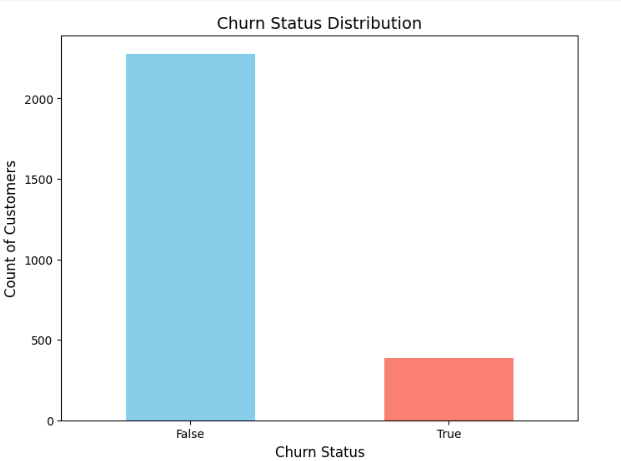 Churn Status Distribution
Count of Customers
2000
1500
1000
500
0
False
True
Churn Status